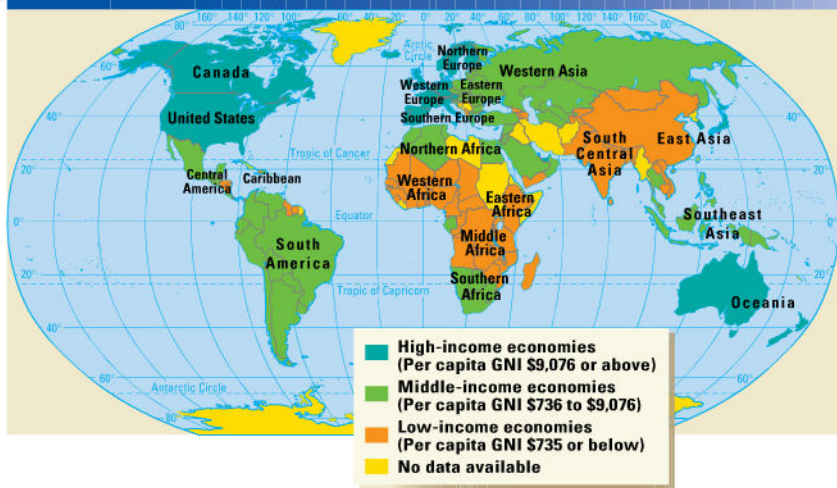 160° 140° 120° 100° 80° 60° 40° 20° 0° 20° 40° 60° 80° 100° 120° 140° 160°
80° 80°
Arctic
Circle
Northern
Europe
60° 60°
Canada
Western Asia
Western
Europe
Eastern
Europe
United States
Southern Europe
40° 40°
South
Central
Asia
East Asia
Northern Africa
Tropic of Cancer
20° 20°
Central
America
Caribbean
Western
Africa
Eastern
Africa
Southeast
Asia
Equator
0° 0°
Middle
Africa
South
America
Southern
Africa
20° 20°
Tropic of Capricorn
Oceania
40° 40°
High-income economies
(Per capita GNI $9,076 or above)
Middle-income economies
(Per capita GNI $736 to $9,076)
Low-income economies
(Per capita GNI $735 or below)
No data available
60° 60°
Antarctic Circle
80° 80°